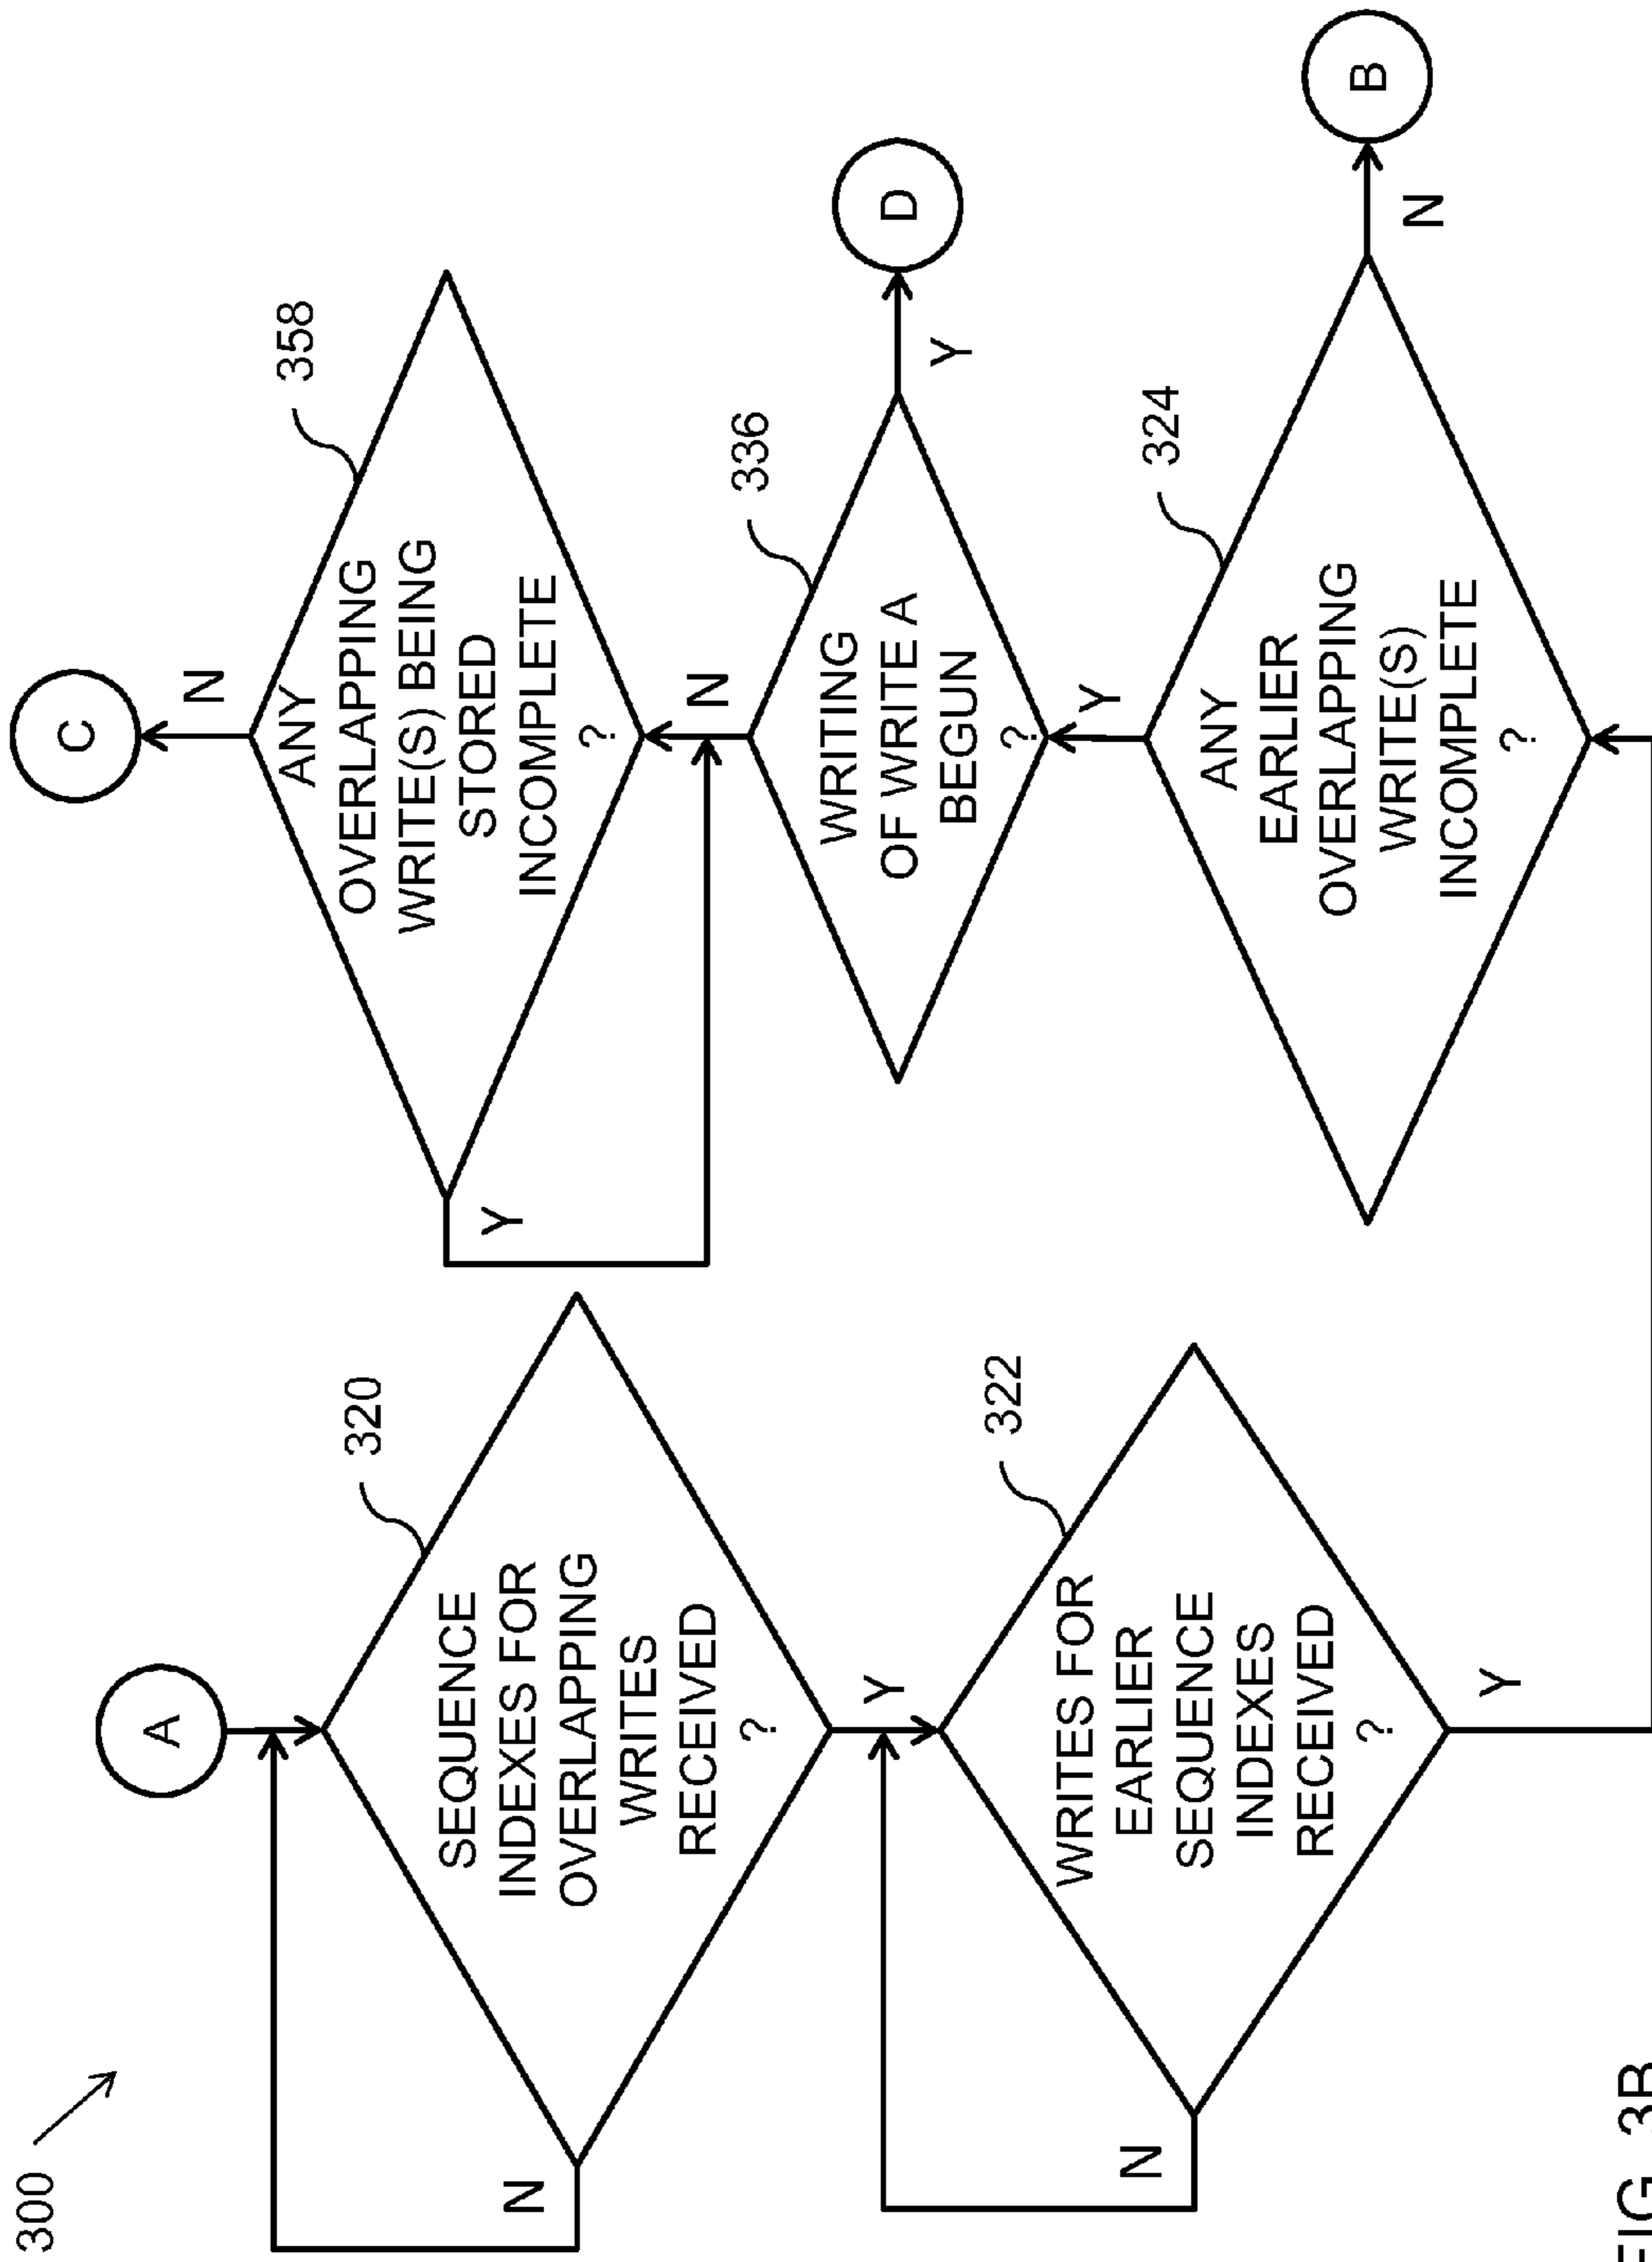 300
A
320
SEQUENCE
INDEXES FOR
OVERLAPPING
WRITES
RECEIVED
?
N
Y
322
WRITES FOR
EARLIER
SEQUENCE
INDEXES
RECEIVED
?
N
Y
C
N
358
ANY
OVERLAPPING
WRITE(S) BEING
STORED
INCOMPLETE
?
Y
N
336
WRITING
OF WRITE A
BEGUN
?
Y
D
Y
324
ANY
EARLIER
OVERLAPPING
WRITE(S)
INCOMPLETE
?
N
B
FIG. 3B